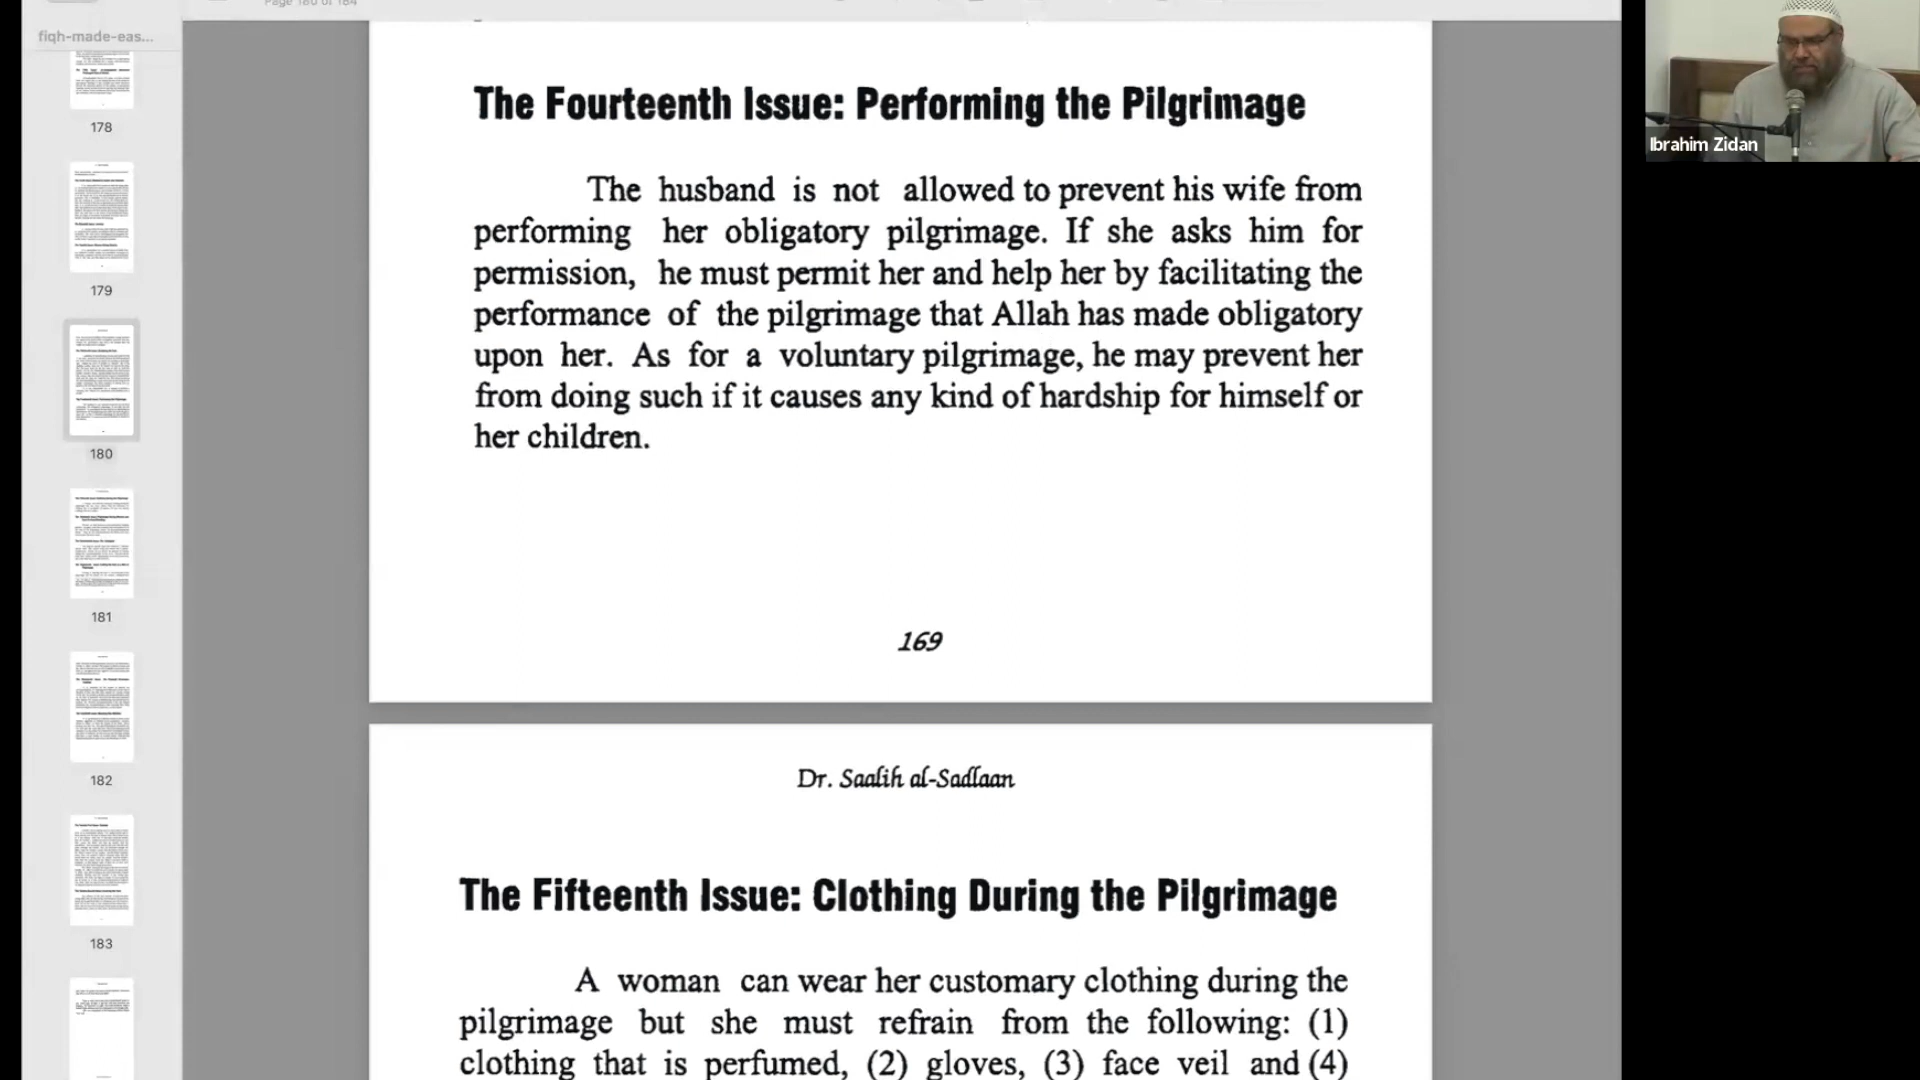 Page 180 of 184
fiqh-made-eas...
178
179
180
181
182
183
The Fourteenth Issue: Performing the Pilgrimage
The husband is not allowed to prevent his wife from
performing her obligatory pilgrimage. If she asks him for
permission, he must permit her and help her by facilitating the
performance of the pilgrimage that Allah has made obligatory
upon her. As for a voluntary pilgrimage, he may prevent her
from doing such if it causes any kind of hardship for himself or
her children.
169
Dr. Saalih al-Sadlaan
The Fifteenth Issue: Clothing During the Pilgrimage
A woman can wear her customary clothing during the
pilgrimage but she must refrain from the following: (1)
clothing that is perfumed, (2) gloves, (3) face veil and (4)
Ibrahim Zidan